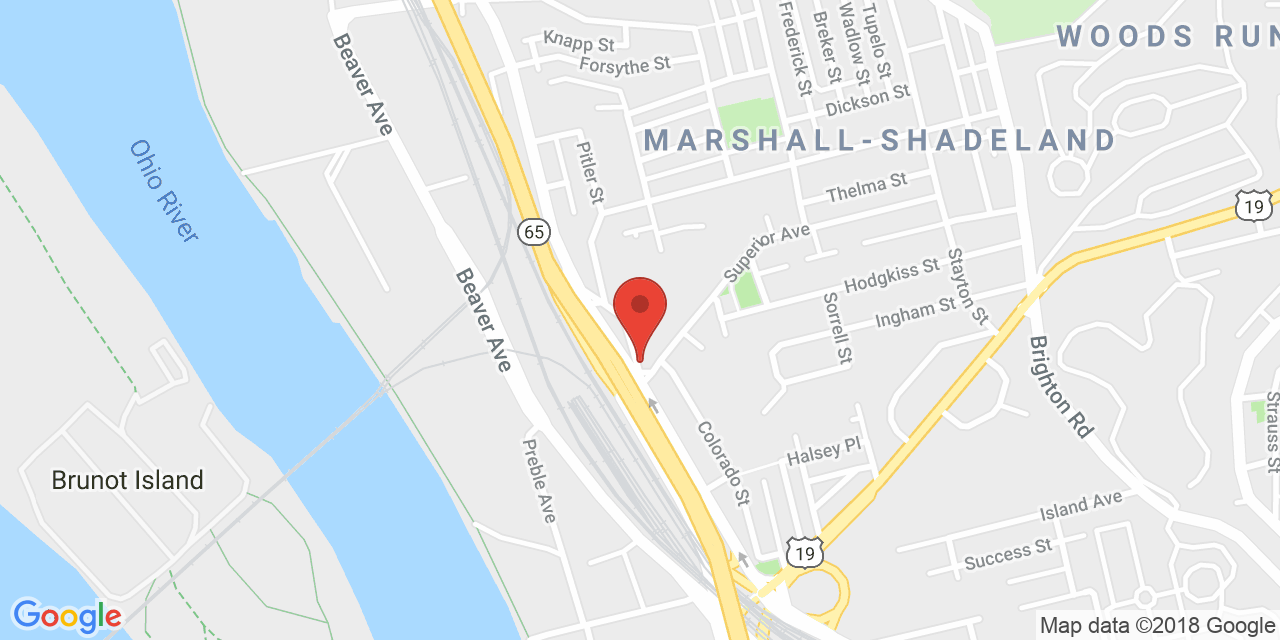 Knapp St
Forsythe St
Frederick St
Breker St
Wadlow St
Tupelo St
WOODS RUN
Beaver Ave
Dickson St
MARSHALL-SHADELAND
Ohio River
Pitler St
Thelma St
19
65
Superior Ave
Stayton St
Hodgkiss St
Beaver Ave
Sorrell St
Ingham St
Brighton Rd
Strauss St
Colorado St
Halsey Pl
Preble Ave
Brunot Island
Island Ave
19
Success St
Google
Map data ©2018 Google